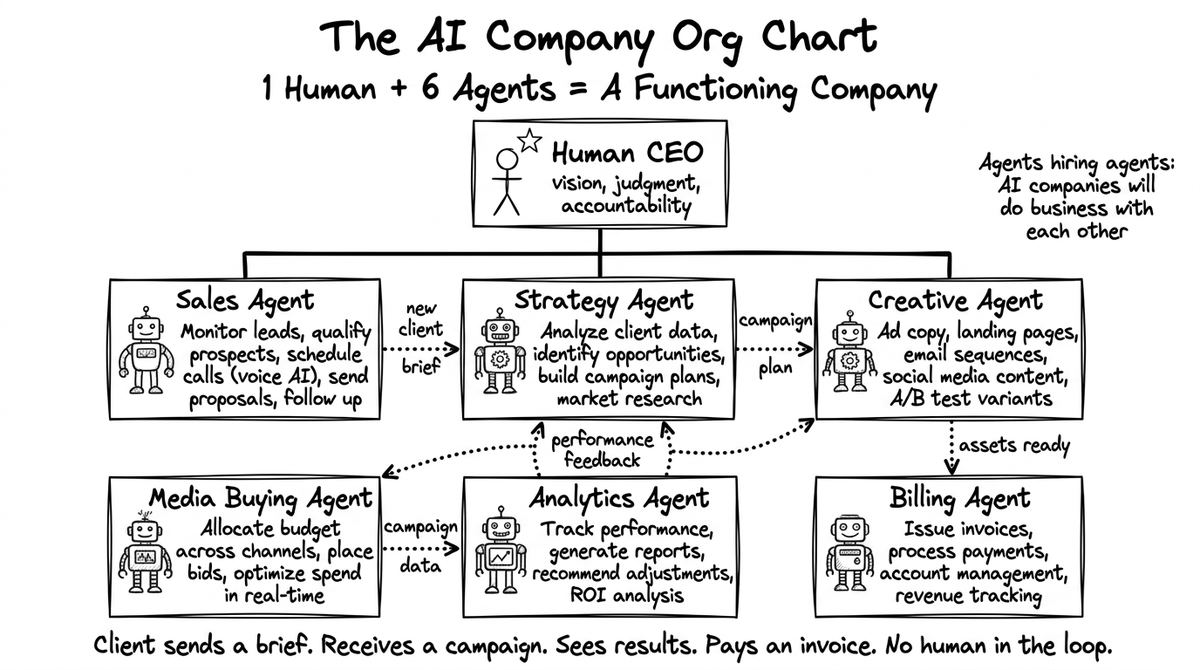 The AI Company Org Chart
1 Human + 6 Agents = A Functioning Company
Human CEO
vision, judgment,
accountability
Agents hiring agents:
AI companies will
do business with
each other
Sales Agent
Monitor leads, qualify
prospects, schedule
calls (voice AI), send
proposals, follow up
new
client
brief
Strategy Agent
Analyze client data,
identify opportunities,
build campaign plans,
market research
campaign
plan
Creative Agent
Ad copy, landing pages,
email sequences,
social media content,
A/B test variants
performance
feedback
assets ready
Media Buying Agent
Allocate budget
across channels, place
bids, optimize spend
in real-time
campaign
data
Analytics Agent
Track performance,
generate reports,
recommend adjustments,
ROI analysis
Billing Agent
Issue invoices,
process payments,
account management,
revenue tracking
Client sends a brief. Receives a campaign. Sees results. Pays an invoice. No human in the loop.